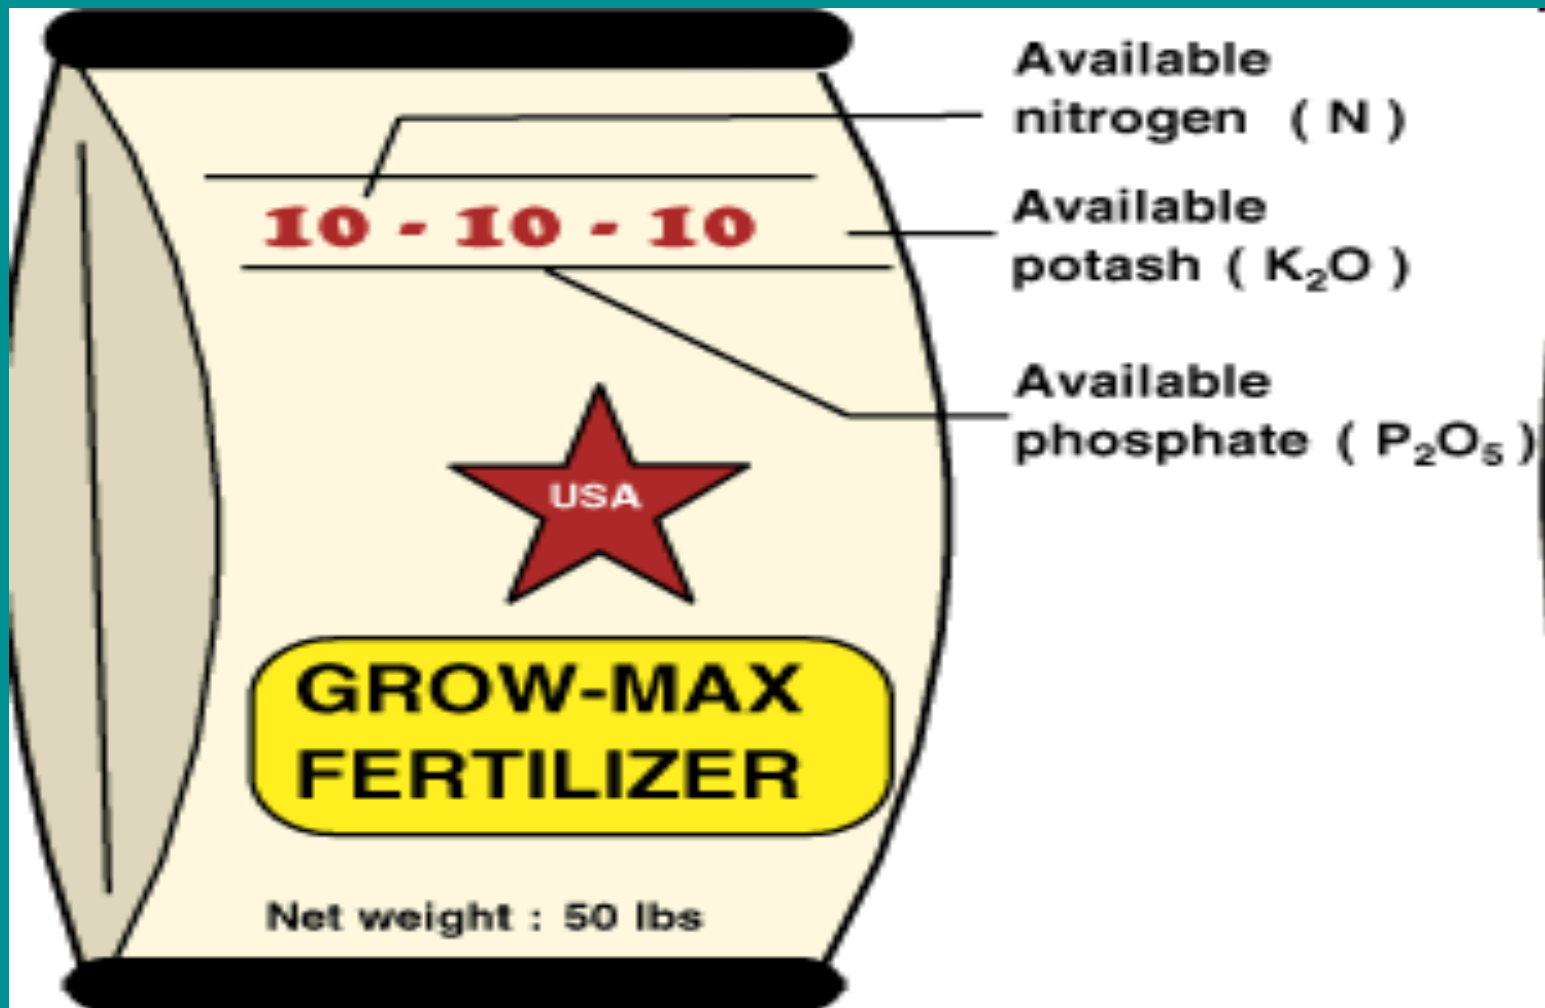 Available
nitrogen ( N )
10 - 10 - 10
Available
potash ( K₂O )
Available
phosphate ( P₂O₅ )
USA
GROW-MAX
FERTILIZER
Net weight : 50 lbs